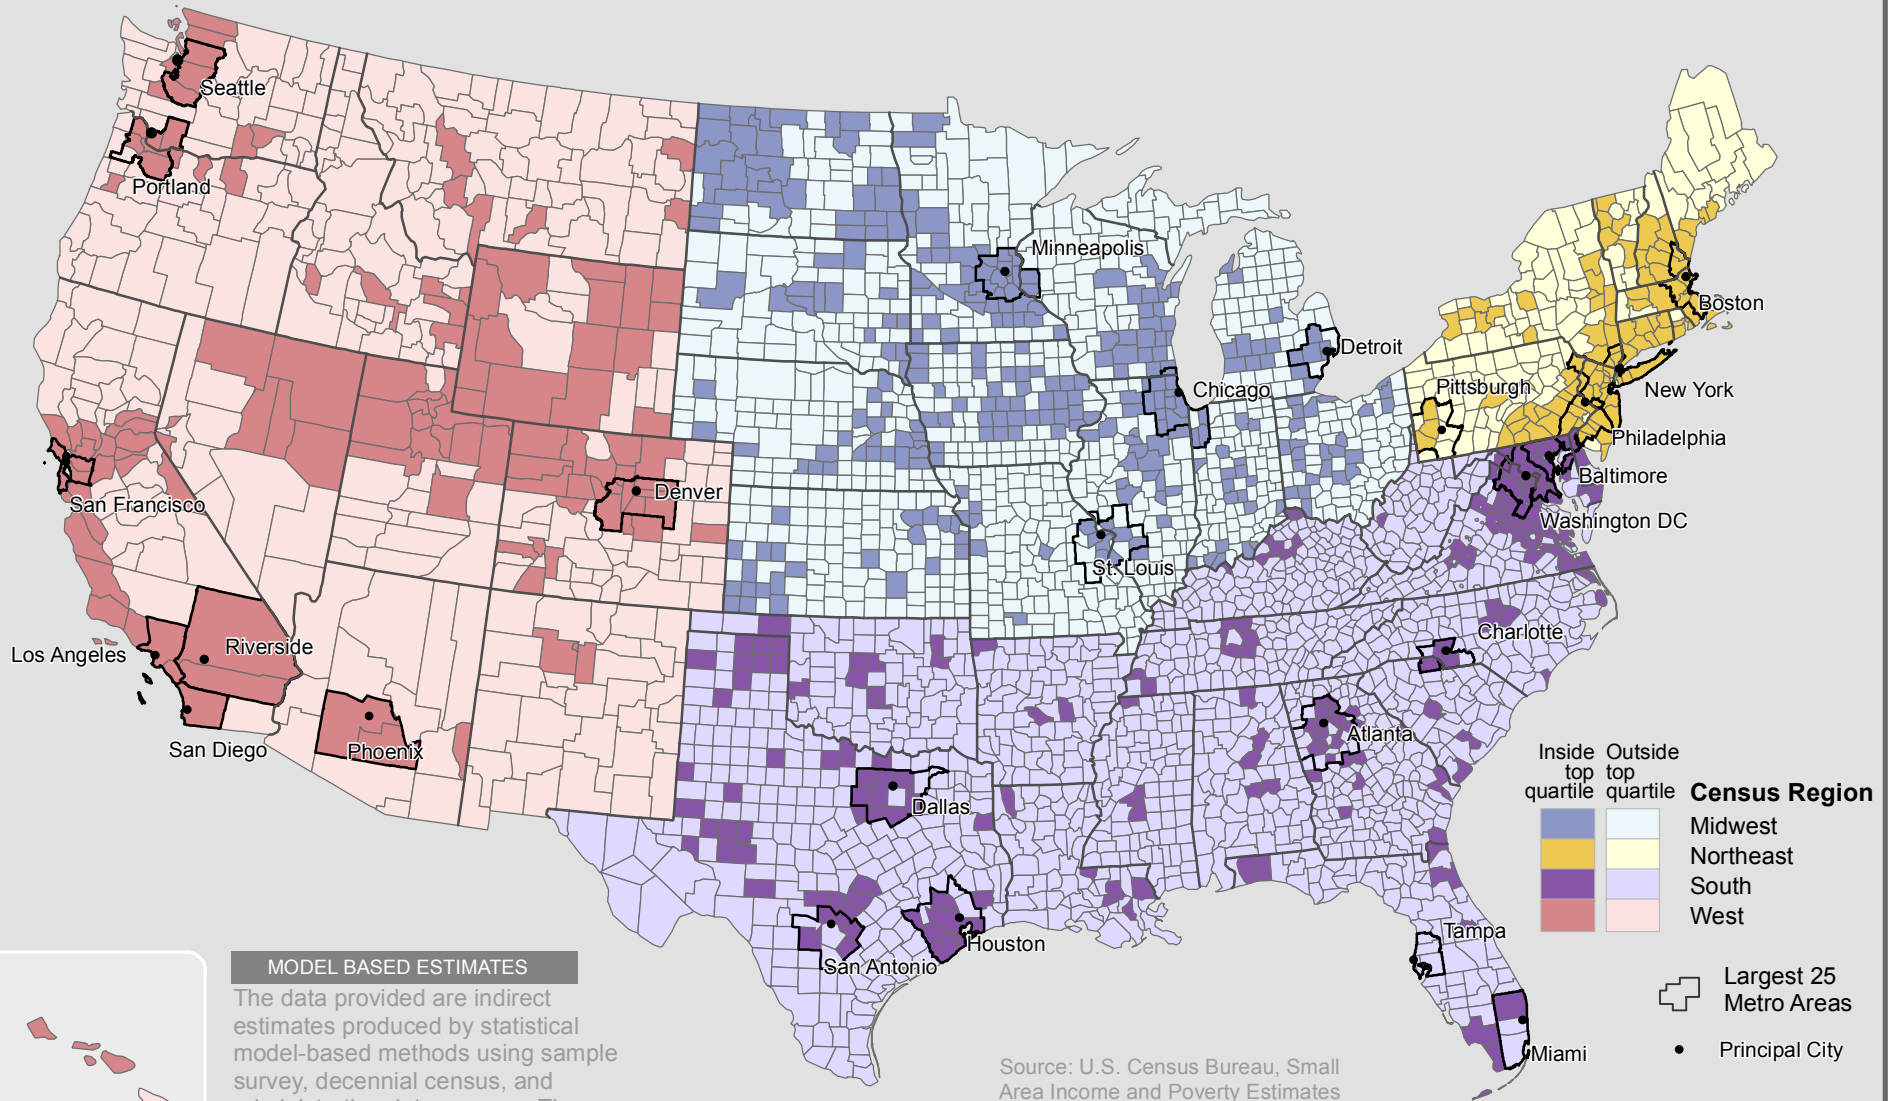 Seattle
Portland
Minneapolis
Boston
Detroit
Chicago
Pittsburgh
New York
Philadelphia
Baltimore
Washington DC
San Francisco
Denver
St. Louis
Los Angeles
Riverside
Charlotte
San Diego
Phoenix
Atlanta
Dallas
Houston
San Antonio
Tampa
Miami
Inside top quartile
Outside top quartile
Census Region
Midwest
Northeast
South
West
Largest 25
Metro Areas
Principal City
MODEL BASED ESTIMATES
The data provided are indirect
estimates produced by statistical
model-based methods using sample
survey, decennial census, and
Source: U.S. Census Bureau, Small
Area Income and Poverty Estimates